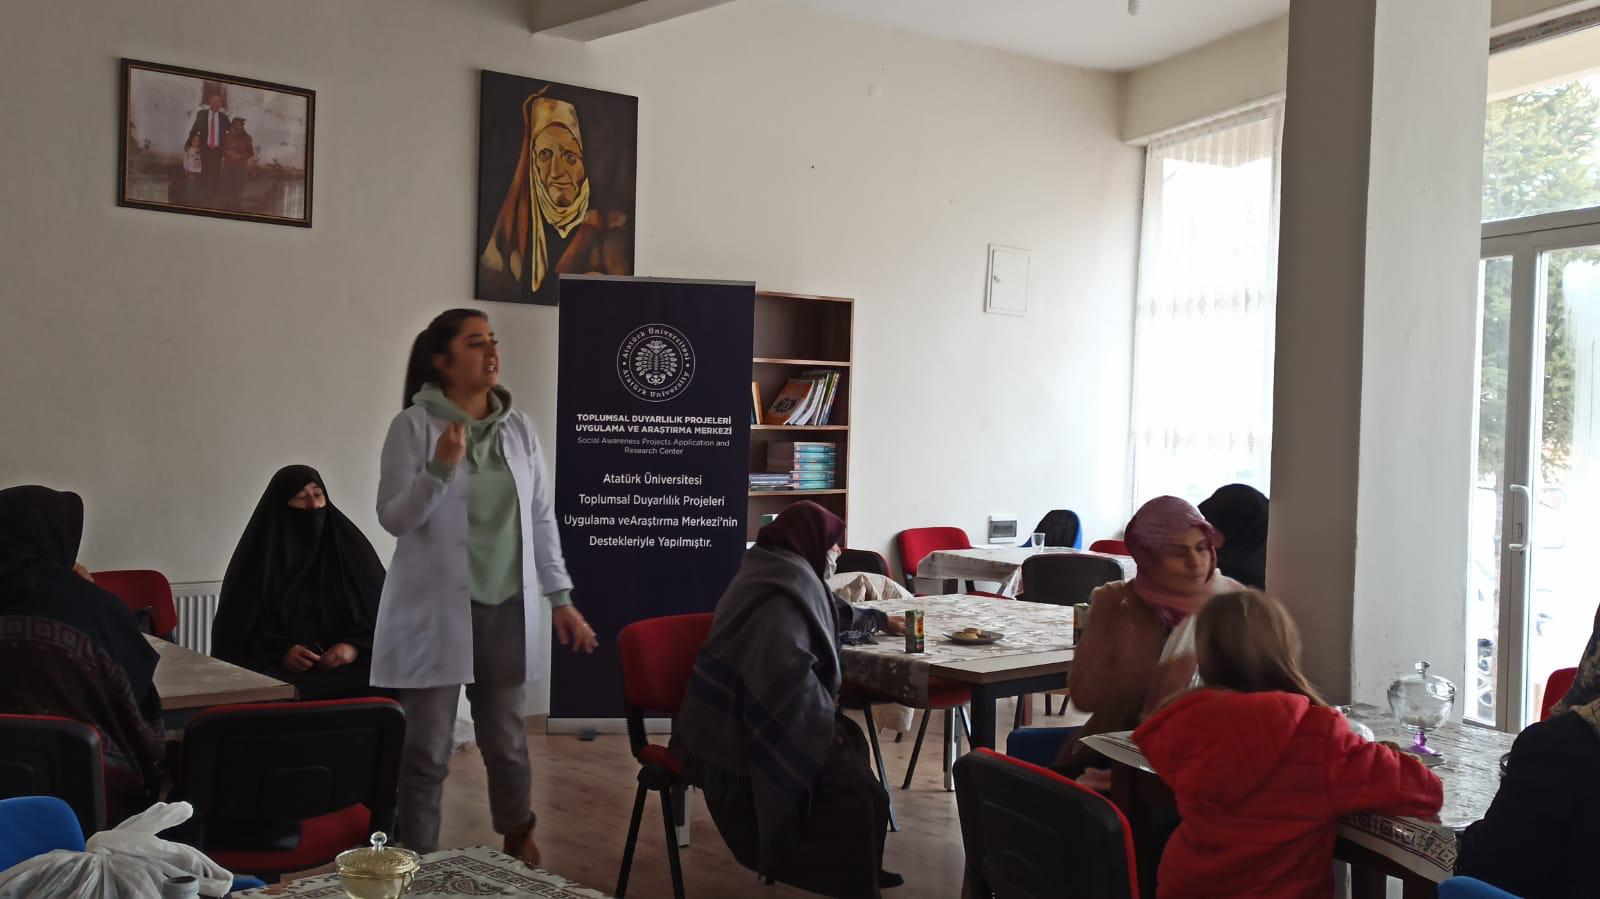 Atatürk Üniversitesi
Atatürk University
TOPLUMSAL DUYARLILIK PROJELERİ
UYGULAMA VE ARAŞTIRMA MERKEZİ
Social Awareness Projects Application and
Research Center
Atatürk Üniversitesi
Toplumsal Duyarlılık Projeleri
Uygulama veAraştırma Merkezi'nin
Destekleriyle Yapılmıştır.